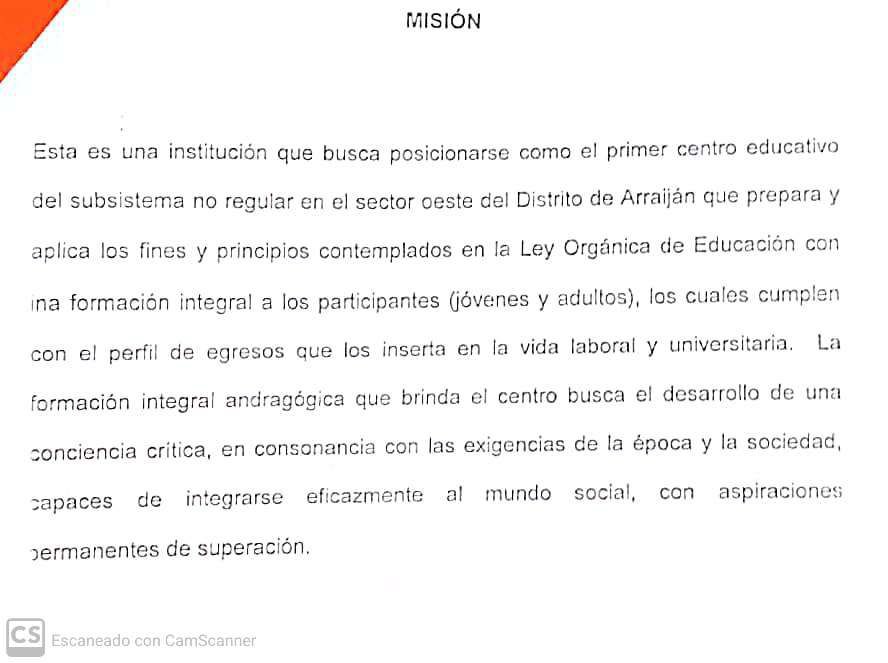 MISIÓN
Esta es una institución que busca posicionarse como el primer centro educativo
del subsistema no regular en el sector oeste del Distrito de Arraiján que prepara y
aplica los fines y principios contemplados en la Ley Orgánica de Educación con
una formación integral a los participantes (jóvenes y adultos), los cuales cumplen
con el perfil de egresos que los inserta en la vida laboral y universitaria. La
formación integral andragógica que brinda el centro busca el desarrollo de una
conciencia critica, en consonancia con las exigencias de la época y la sociedad,
capaces de integrarse eficazmente al mundo social, con aspiraciones
permanentes de superación.
CS Escaneado con CamScanner